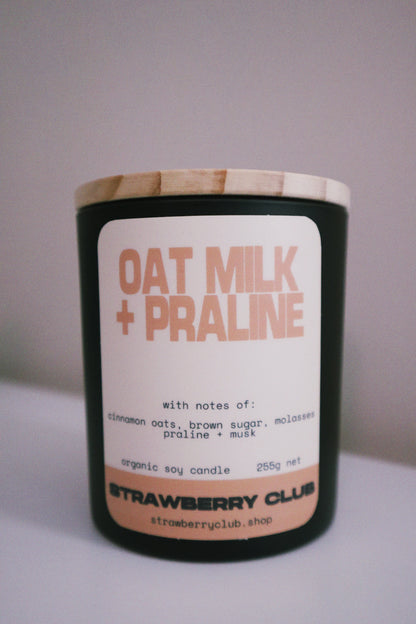 OAT MILK
+ PRALINE
with notes of:
cinnamon oats, brown sugar, molasses
praline + musk
organic soy candle 255g net
STRAWBERRY CLUB
strawberryclub.shop